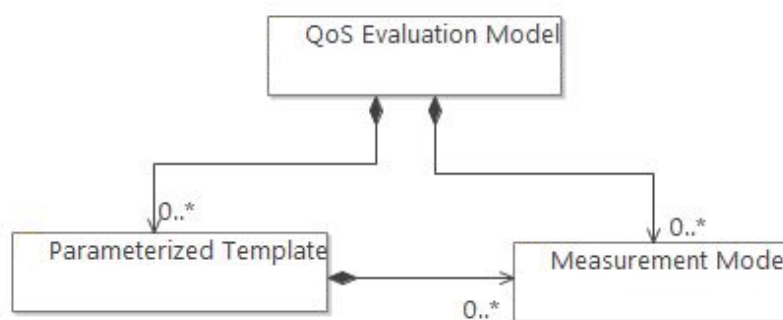 QoS Evaluation Model
0..*
0..*
Parameterized Template
Measurement Mode
0..*